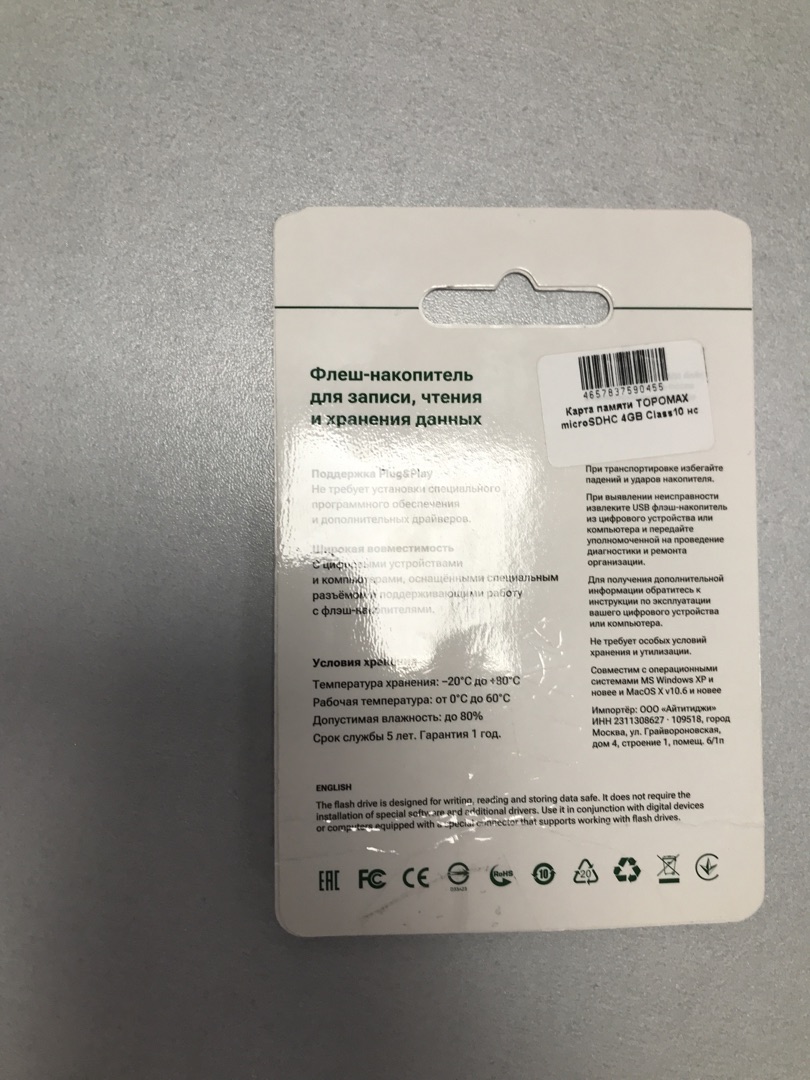 Флеш-накопитель
для записи, чтения
и хранения данных
4657837590455
Карта памяти TOPOMAX
microSDHC 4GB Class10 нс
Поддержка Plug&Play
Не требует установки специального
программного обеспечения
и дополнительных драйверов.
Широкая совместимость
с цифровыми устройствами
и компьютерами, оснащёнными специальным
разъёмом и поддерживающими работу
с флэш-накопителями.
Условия хранения
Температура хранения: −20°C до +80°C
Рабочая температура: от 0°C до 60°C
Допустимая влажность: до 80%
Срок службы 5 лет. Гарантия 1 год.
При транспортировке избегайте
падений и ударов накопителя.
При выявлении неисправности
извлеките USB флэш-накопитель
из цифрового устройства или
компьютера и передайте
уполномоченной на проведение
диагностики и ремонта
организации.
Для получения дополнительной
информации обратитесь к
инструкции по эксплуатации
вашего цифрового устройства
или компьютера.
Не требует особых условий
хранения и утилизации.
Совместим с операционными
системами MS Windows XP и
новее и MacOS X v10.6 и новее
Импортёр: ООО «Айтитиджи»
ИНН 2311308627 · 109518, город
Москва, ул. Грайвороновская,
дом 4, строение 1, помещ. 6/1п
ENGLISH
The flash drive is designed for writing, reading and storing data safe. It does not require the
installation of special software and additional drivers. Use it in conjunction with digital devices
or computers equipped with a special connector that supports working with flash drives.
EAC FC CE RoHS 10 20